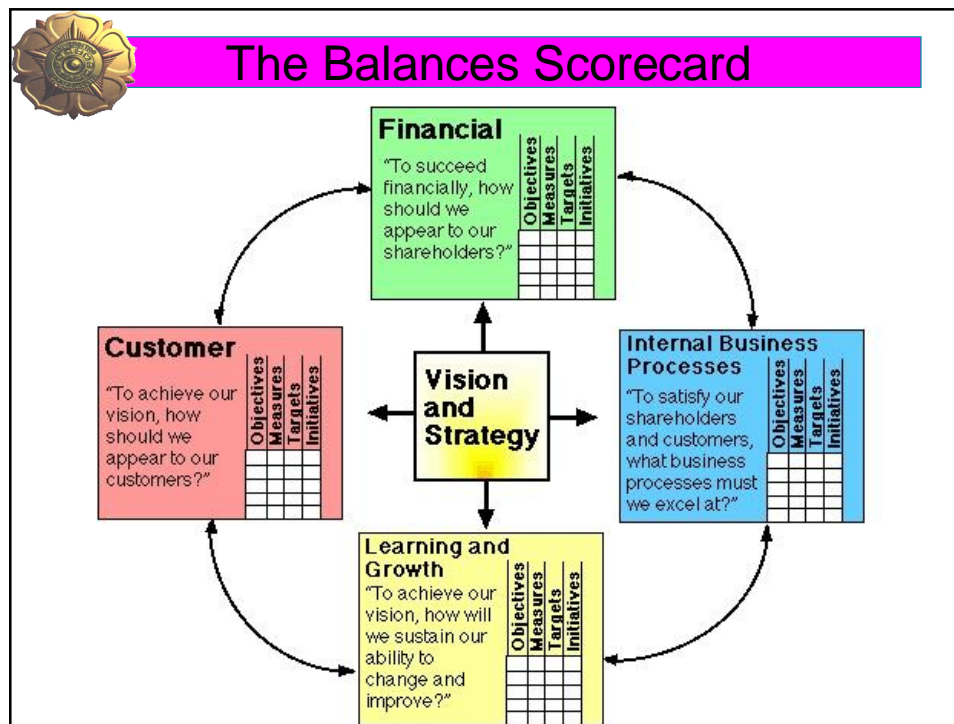 The Balances Scorecard
Financial
"To succeed
financially, how
should we
appear to our
shareholders?"
Objectives
Measures
Targets
Initiatives
Customer
"To achieve our
vision, how
should we
appear to our
customers?"
Objectives
Measures
Targets
Initiatives
Vision
and
Strategy
Internal Business
Processes
"To satisfy our
shareholders
and customers,
what business
processes must
we excel at?"
Objectives
Measures
Targets
Initiatives
Learning and
Growth
"To achieve our
vision, how will
we sustain our
ability to
change and
improve?"
Objectives
Measures
Targets
Initiatives